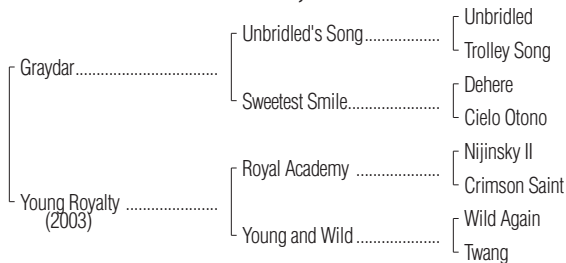 Unbridled
Unbridled's Song..................
Trolley Song
Graydar..................................
Dehere
Sweetest Smile......................
Cielo Otono
Nijinsky II
Royal Academy ....................
Crimson Saint
Young Royalty ......................
(2003)
Wild Again
Young and Wild ....................
Twang